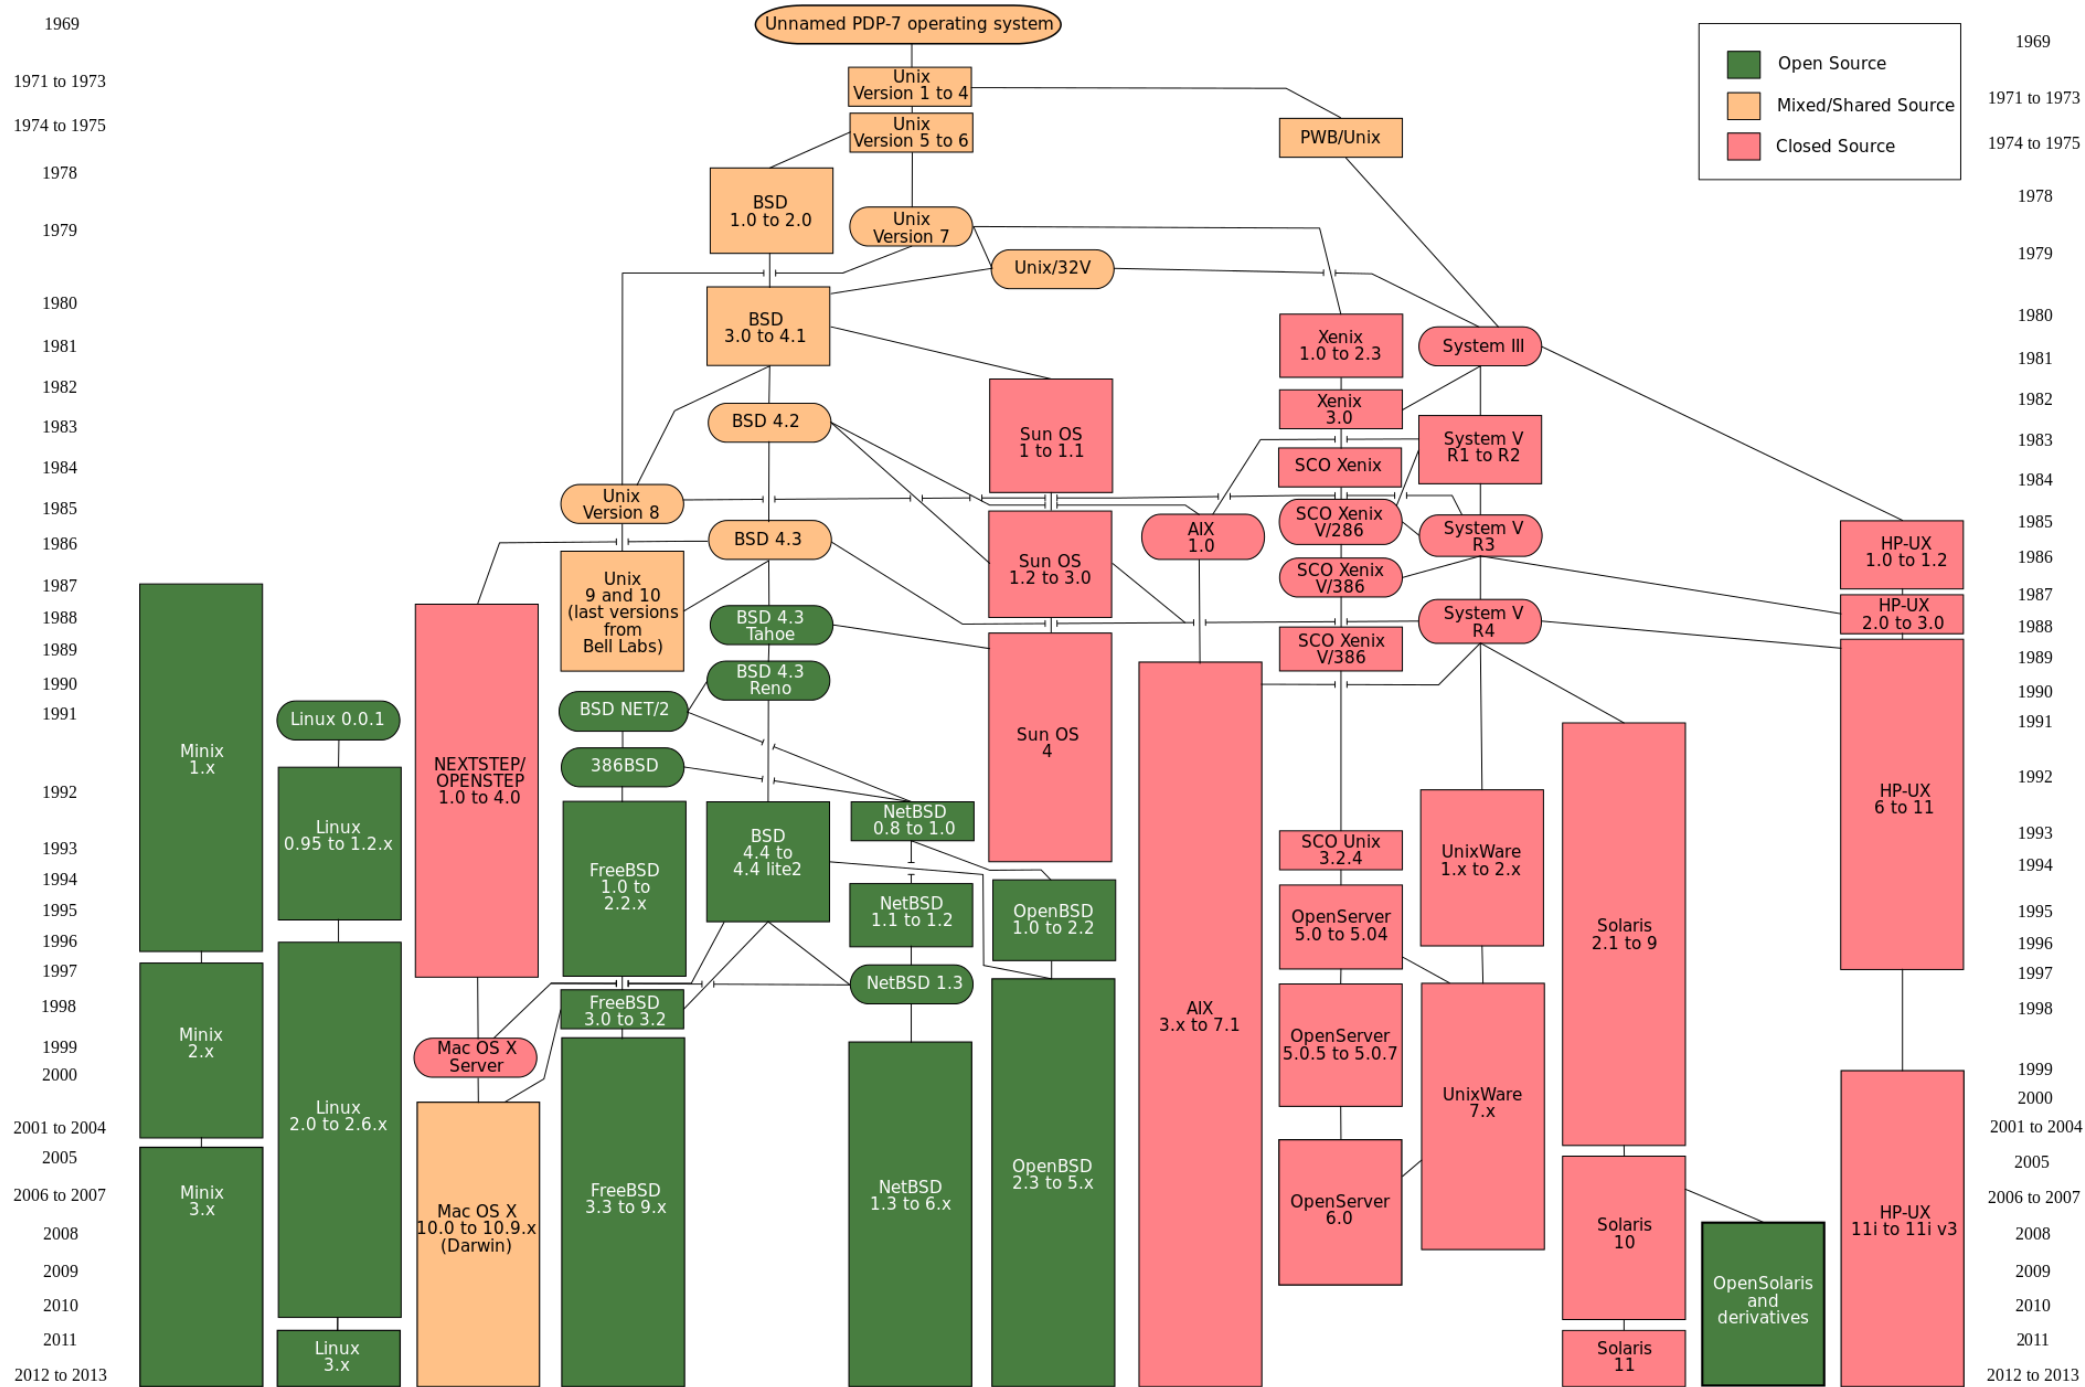 1969
Unnamed PDP-7 operating system
1969
Open Source
Mixed/Shared Source
Closed Source
1971 to 1973
Unix
Version 1 to 4
1971 to 1973
1974 to 1975
Unix
Version 5 to 6
PWB/Unix
1974 to 1975
1978
BSD
1.0 to 2.0
1978
1979
Unix
Version 7
Unix/32V
1979
1980
BSD
3.0 to 4.1
Xenix
1.0 to 2.3
System III
1980
1981
1981
1982
Xenix
3.0
1982
1983
BSD 4.2
Sun OS
1 to 1.1
System V
R1 to R2
1983
1984
SCO Xenix
1984
1985
Unix
Version 8
SCO Xenix
V/286
AIX
1.0
System V
R3
1985
1986
BSD 4.3
Sun OS
1.2 to 3.0
SCO Xenix
V/386
HP-UX
1.0 to 1.2
1986
1987
Unix
9 and 10
(last versions
from
Bell Labs)
HP-UX
2.0 to 3.0
1987
1988
BSD 4.3
Tahoe
System V
R4
1988
1989
SCO Xenix
V/386
1989
1990
BSD 4.3
Reno
1990
1991
Linux 0.0.1
BSD NET/2
1991
Minix
1.x
NEXTSTEP/
OPENSTEP
1.0 to 4.0
386BSD
Sun OS
4
1992
1992
HP-UX
6 to 11
Linux
0.95 to 1.2.x
NetBSD
0.8 to 1.0
1993
BSD
4.4 to
4.4 lite2
SCO Unix
3.2.4
UnixWare
1.x to 2.x
1993
1994
FreeBSD
1.0 to
2.2.x
1994
1995
NetBSD
1.1 to 1.2
OpenBSD
1.0 to 2.2
OpenServer
5.0 to 5.04
Solaris
2.1 to 9
1995
1996
1996
1997
NetBSD 1.3
1997
1998
FreeBSD
3.0 to 3.2
AIX
3.x to 7.1
1998
Minix
2.x
1999
Mac OS X
Server
OpenServer
5.0.5 to 5.0.7
1999
2000
Linux
2.0 to 2.6.x
UnixWare
7.x
2000
2001 to 2004
2001 to 2004
2005
2005
2006 to 2007
Minix
3.x
Mac OS X
10.0 to 10.9.x
(Darwin)
FreeBSD
3.3 to 9.x
NetBSD
1.3 to 6.x
OpenBSD
2.3 to 5.x
OpenServer
6.0
2006 to 2007
2008
Solaris
10
HP-UX
11i to 11i v3
2008
2009
2009
2010
OpenSolaris
and
derivatives
2010
2011
Linux
3.x
Solaris
11
2011
2012 to 2013
2012 to 2013